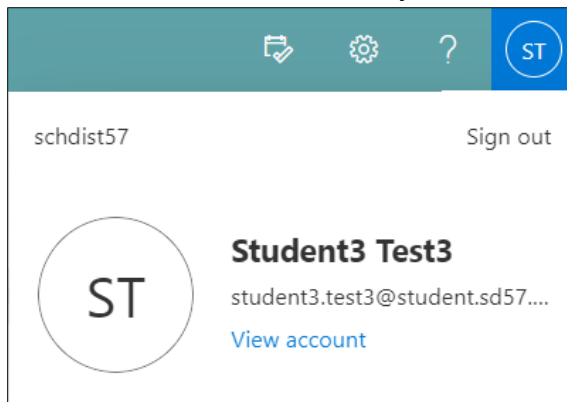 ?
ST
schdist57
Sign out
ST
Student3 Test3
student3.test3@student.sd57....
View account